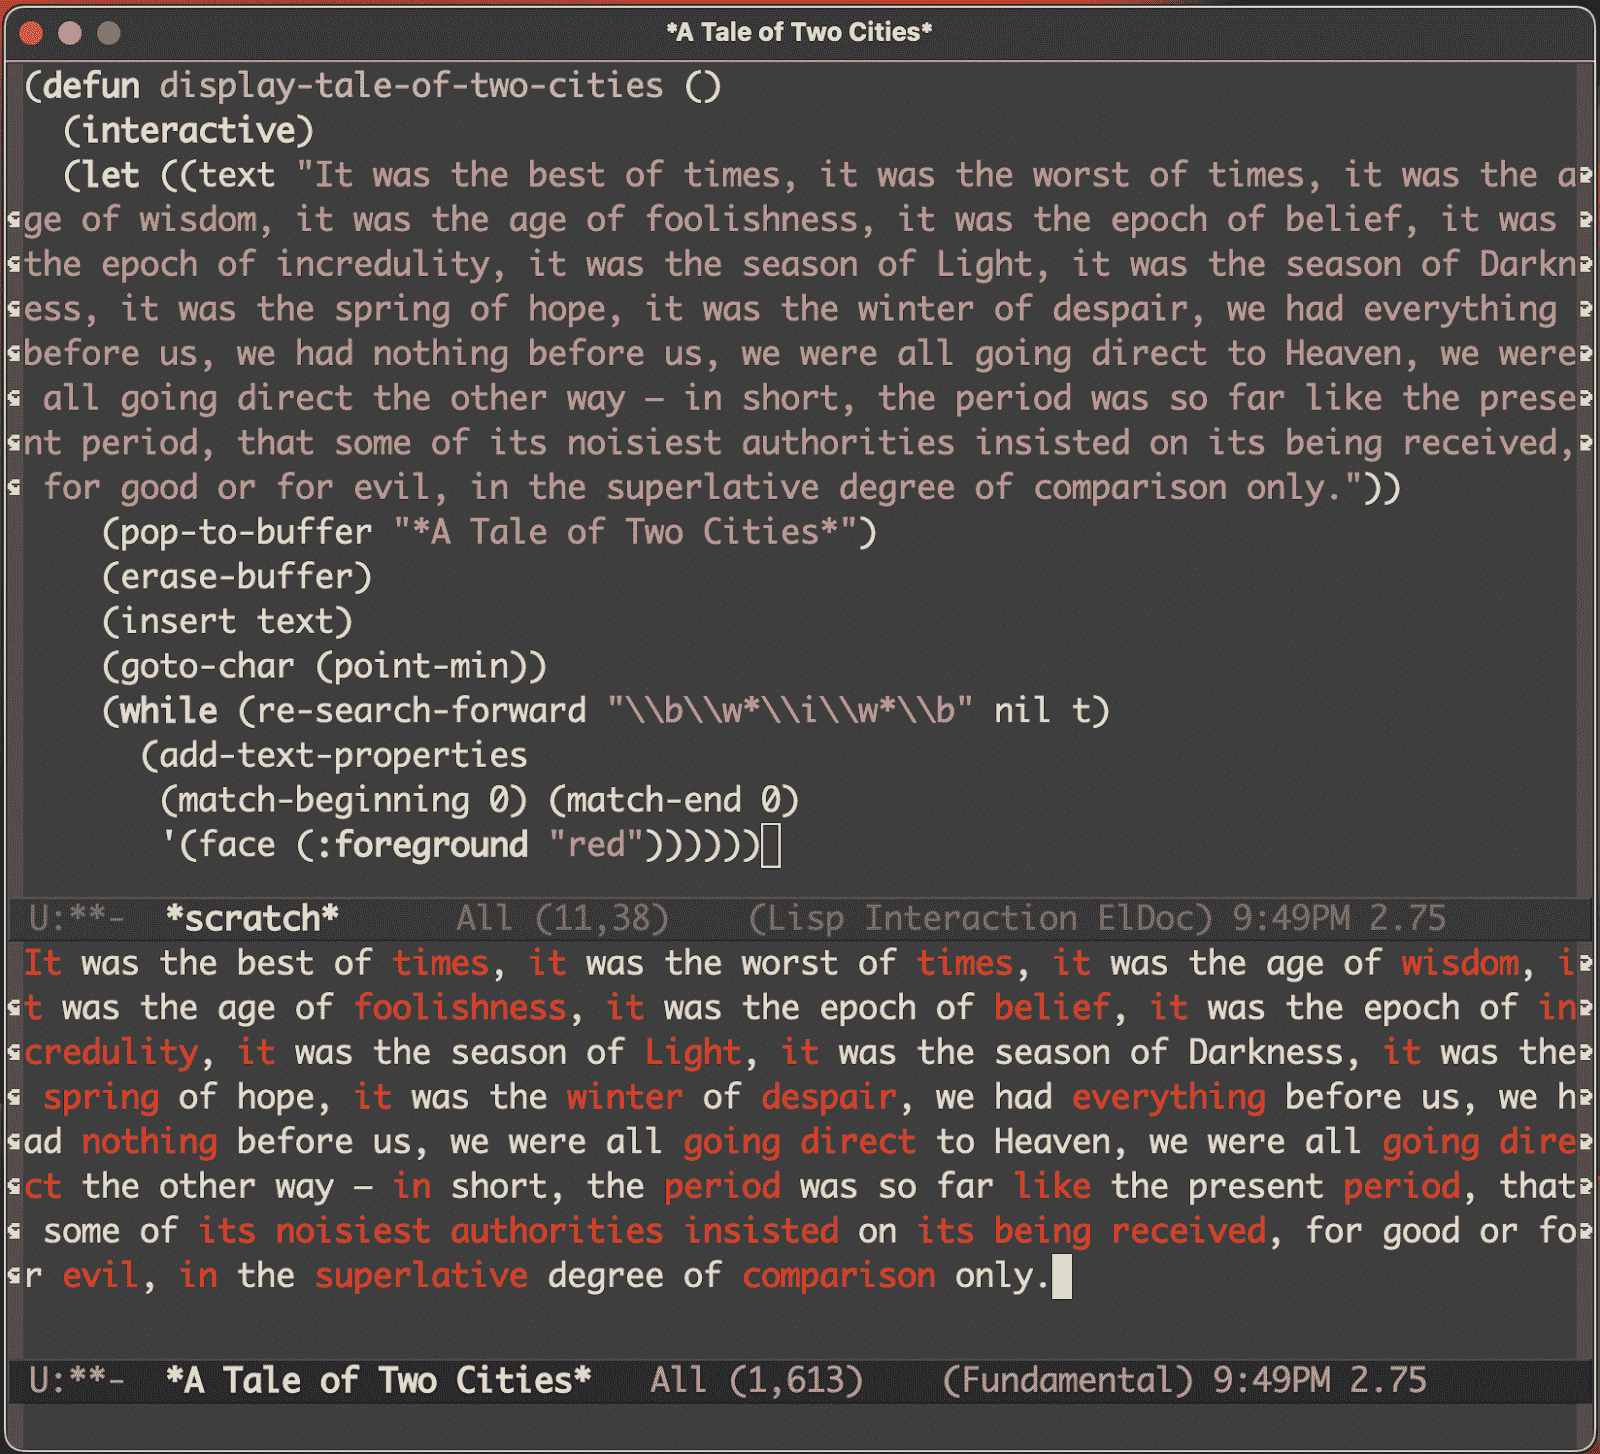 *A Tale of Two Cities*
(defun display-tale-of-two-cities ()
  (interactive)
  (let ((text "It was the best of times, it was the worst of times, it was the a
ge of wisdom, it was the age of foolishness, it was the epoch of belief, it was
the epoch of incredulity, it was the season of Light, it was the season of Darkn
ess, it was the spring of hope, it was the winter of despair, we had everything
before us, we had nothing before us, we were all going direct to Heaven, we were
 all going direct the other way – in short, the period was so far like the prese
nt period, that some of its noisiest authorities insisted on its being received,
 for good or for evil, in the superlative degree of comparison only."))
    (pop-to-buffer "*A Tale of Two Cities*")
    (erase-buffer)
    (insert text)
    (goto-char (point-min))
    (while (re-search-forward "\\b\\w*\\i\\w*\\b" nil t)
      (add-text-properties
       (match-beginning 0) (match-end 0)
       '(face (:foreground "red"))))))
U:**-  *scratch*      All (11,38)    (Lisp Interaction ElDoc) 9:49PM 2.75
It was the best of times, it was the worst of times, it was the age of wisdom, i
t was the age of foolishness, it was the epoch of belief, it was the epoch of in
credulity, it was the season of Light, it was the season of Darkness, it was the
 spring of hope, it was the winter of despair, we had everything before us, we h
ad nothing before us, we were all going direct to Heaven, we were all going dire
ct the other way – in short, the period was so far like the present period, that
 some of its noisiest authorities insisted on its being received, for good or fo
r evil, in the superlative degree of comparison only.
U:**-  *A Tale of Two Cities*   All (1,613)    (Fundamental) 9:49PM 2.75